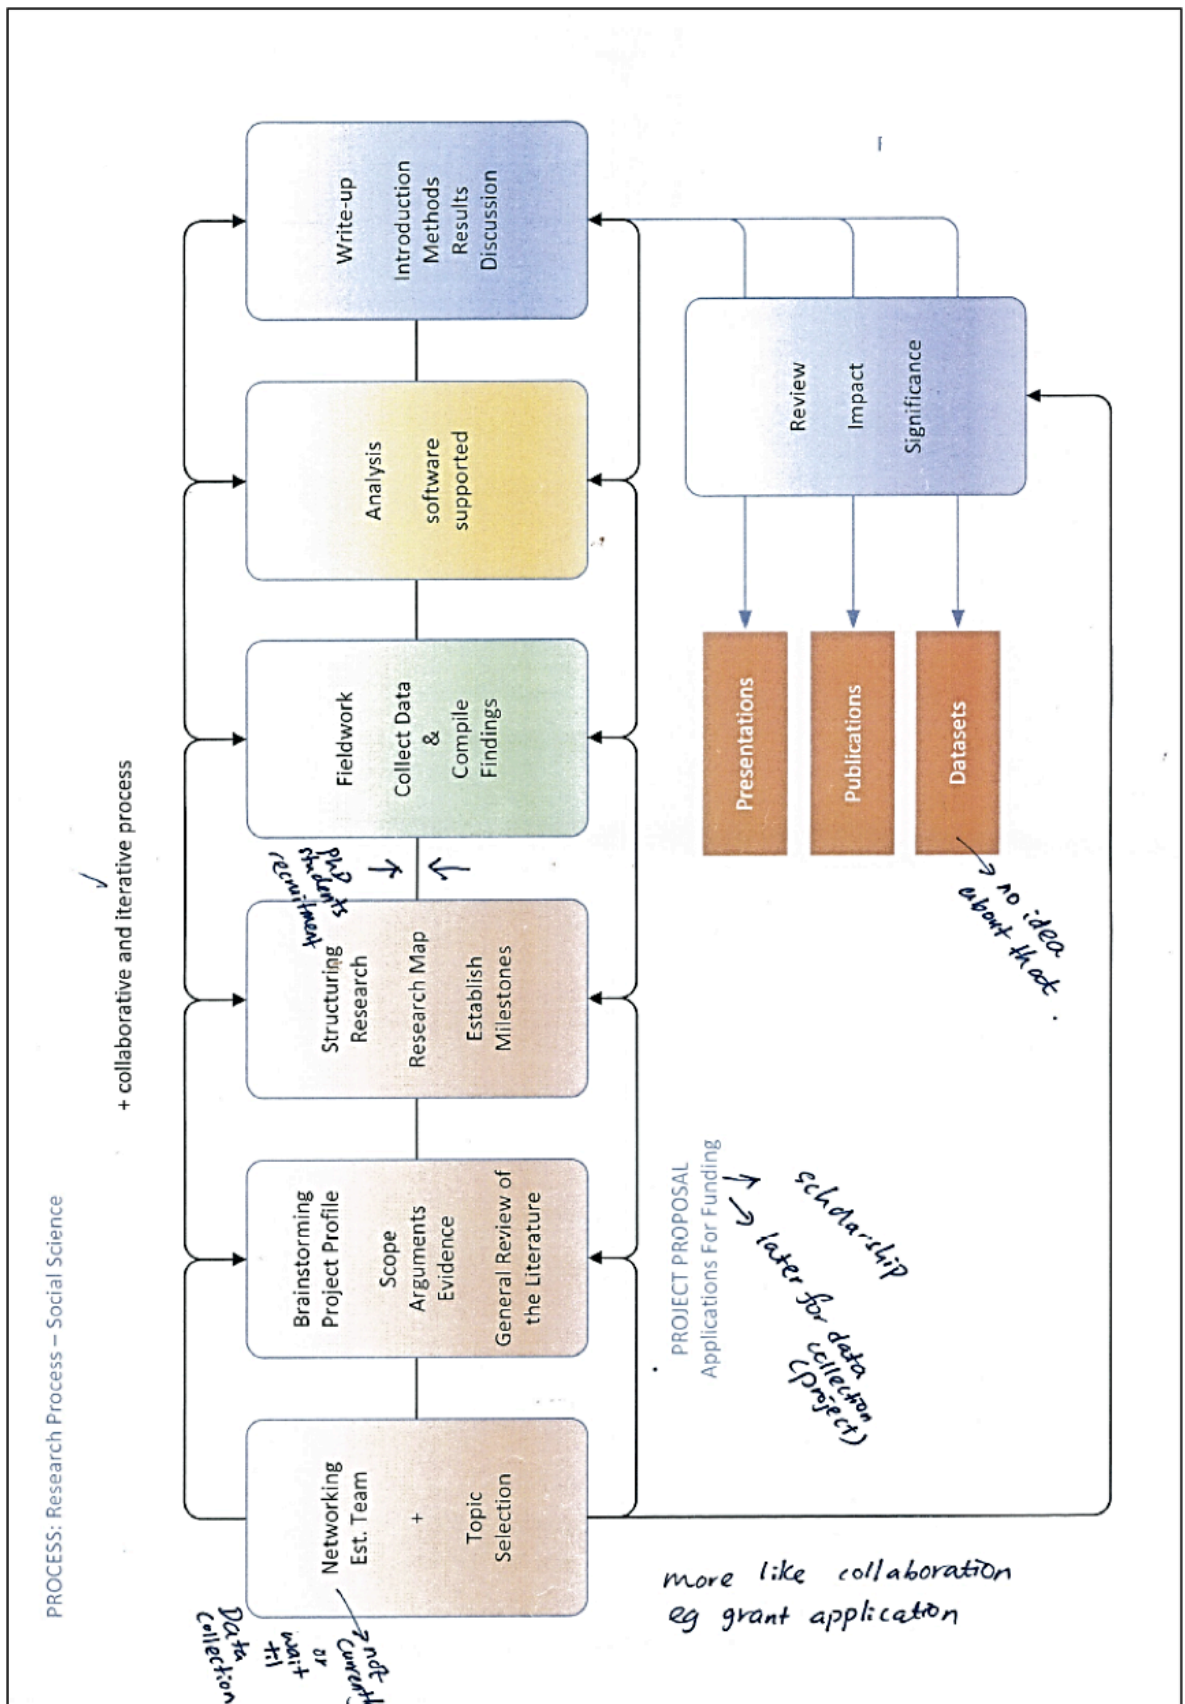 PROCESS: Research Process – Social Science
+ collaborative and iterative process
Networking
Est. Team
+
Topic
Selection
not
currently
or
wait
til
Data
collection
Brainstorming
Project Profile
Scope
Arguments
Evidence
General Review of
the Literature
Structuring
Research
Research Map
Establish
Milestones
recruitment
students
phd
Fieldwork
Collect Data
&
Compile
Findings
Analysis
software
supported
Write-up
Introduction
Methods
Results
Discussion
PROJECT PROPOSAL
Applications For Funding
scholarship
later for data
collection
(project)
Presentations
Publications
Datasets
no idea
about that
Review
Impact
Significance
more like collaboration
eg grant application